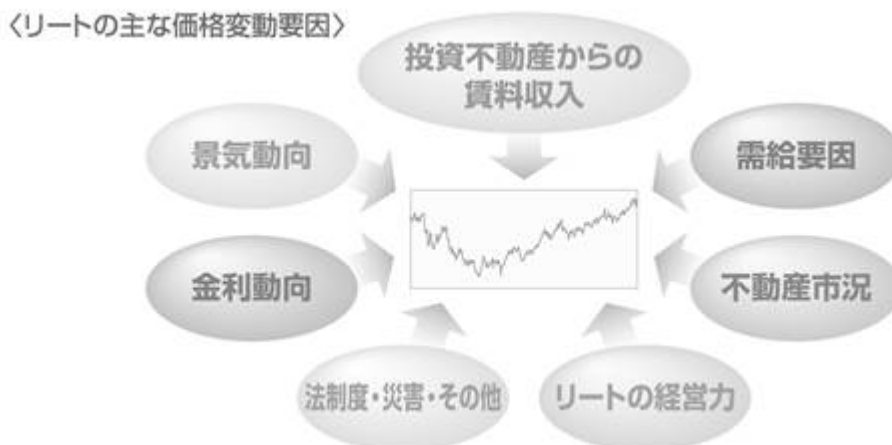 〈リートの主な価格変動要因〉
投資不動産からの
賃料収入
景気動向
需給要因
金利動向
不動産市況
法制度・災害・その他
リートの経営力